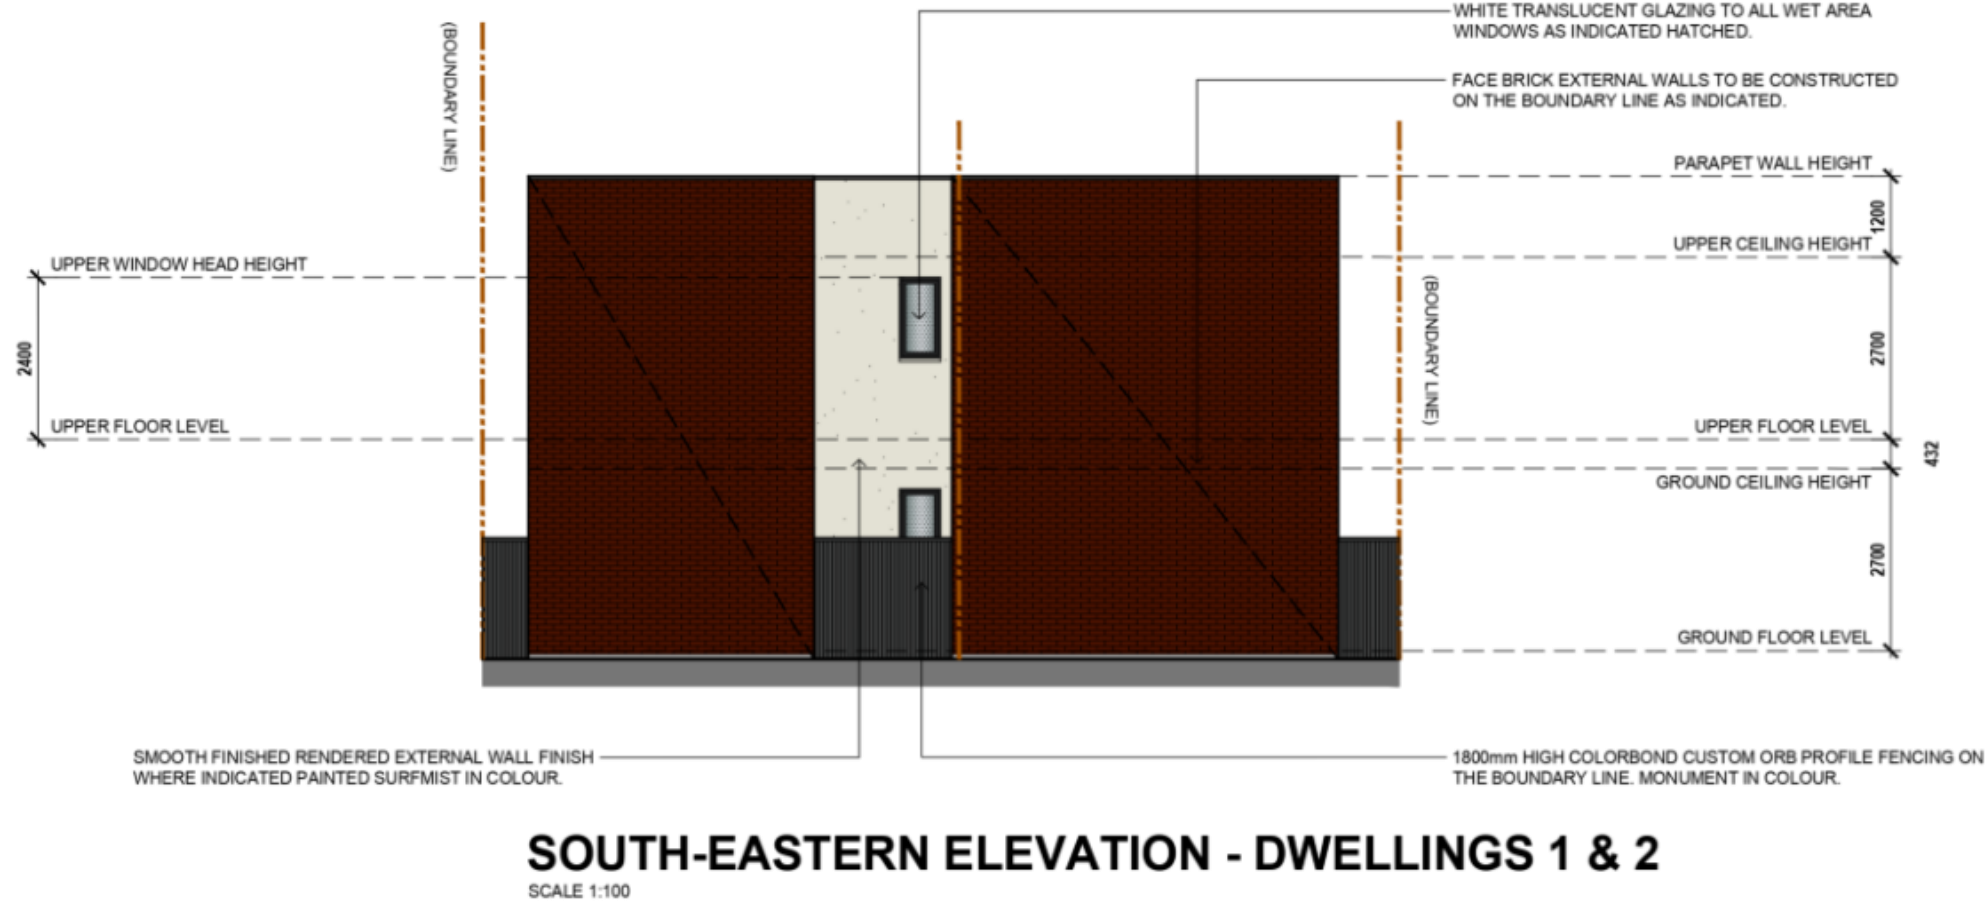 WHITE TRANSLUCENT GLAZING TO ALL WET AREA
WINDOWS AS INDICATED HATCHED.
(BOUNDARY LINE)
FACE BRICK EXTERNAL WALLS TO BE CONSTRUCTED
ON THE BOUNDARY LINE AS INDICATED.
PARAPET WALL HEIGHT
1200
UPPER CEILING HEIGHT
UPPER WINDOW HEAD HEIGHT
(BOUNDARY LINE)
2400
2700
UPPER FLOOR LEVEL
UPPER FLOOR LEVEL
432
GROUND CEILING HEIGHT
2700
GROUND FLOOR LEVEL
SMOOTH FINISHED RENDERED EXTERNAL WALL FINISH
WHERE INDICATED PAINTED SURFMIST IN COLOUR.
1800mm HIGH COLORBOND CUSTOM ORB PROFILE FENCING ON
THE BOUNDARY LINE. MONUMENT IN COLOUR.
SOUTH-EASTERN ELEVATION - DWELLINGS 1 & 2
SCALE 1:100